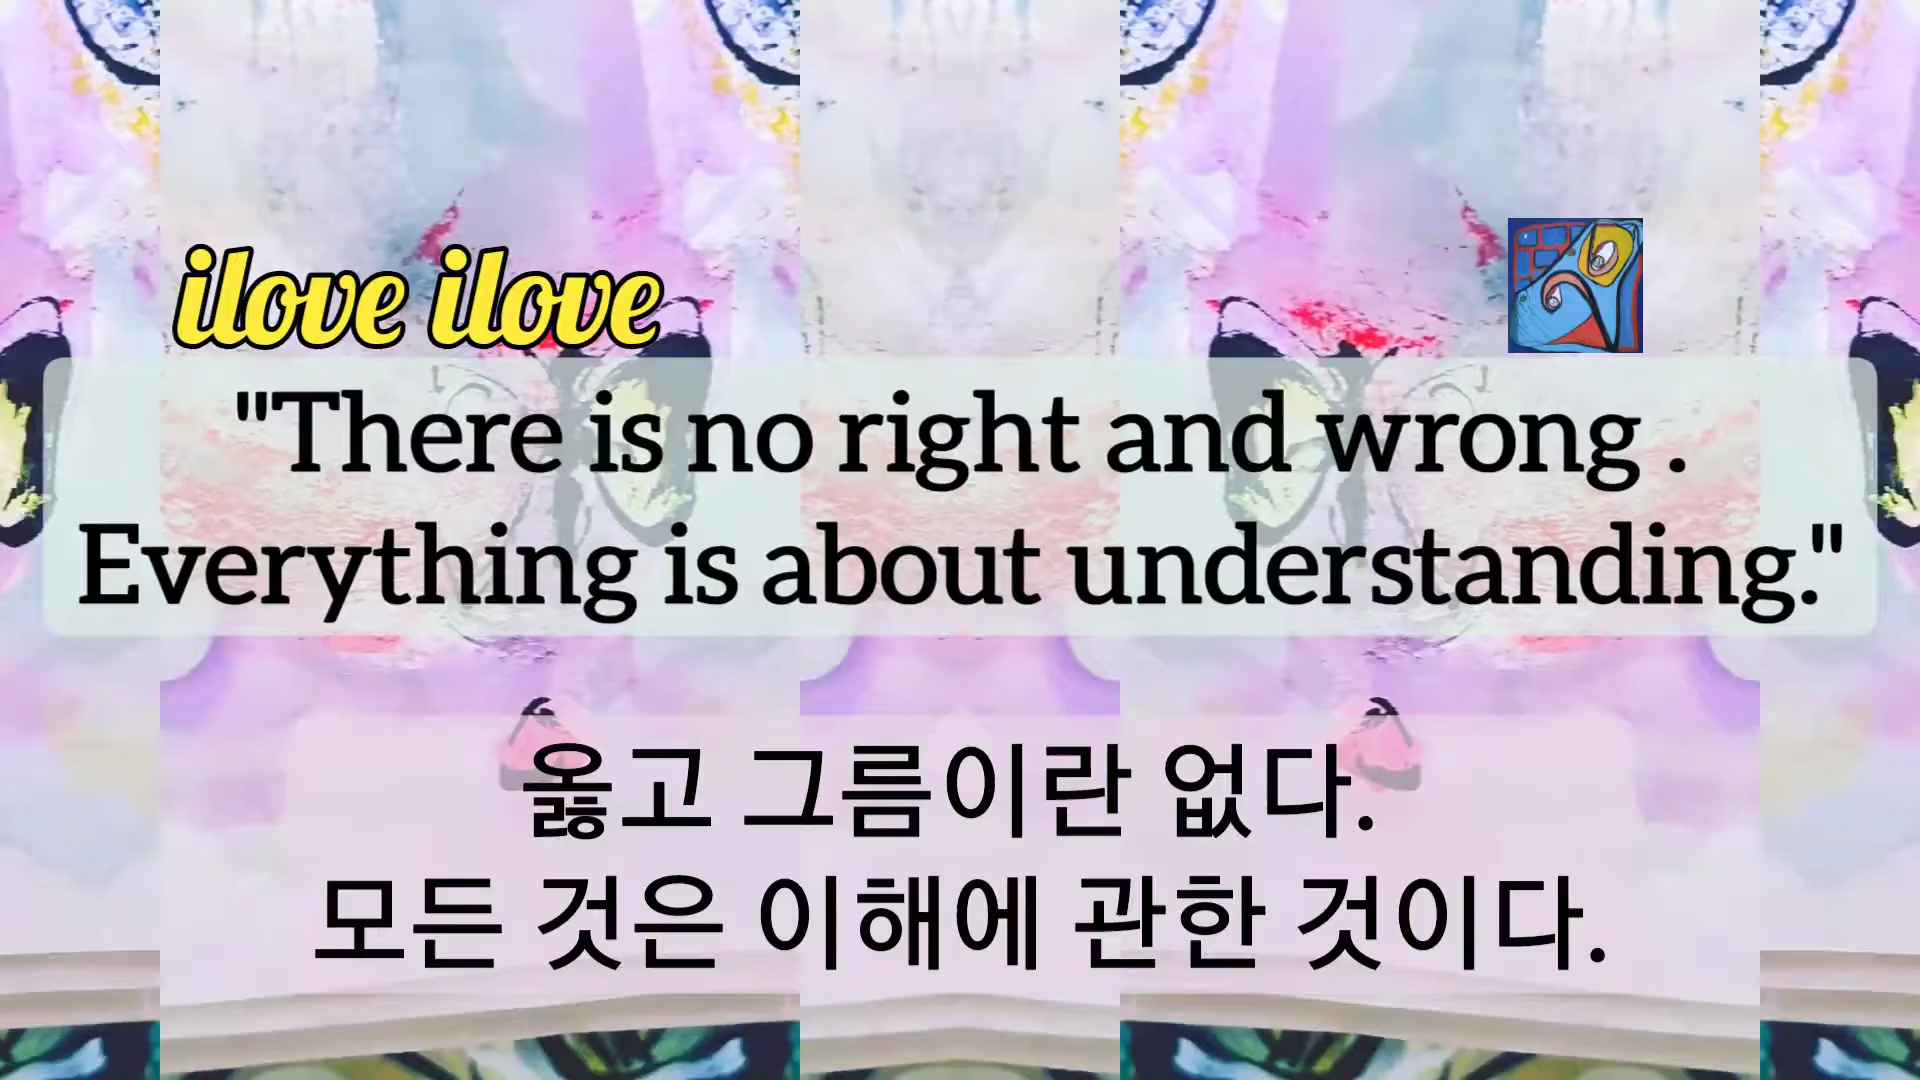 ilove ilove
"There is no right and wrong .
Everything is about understanding."
옳고 그름이란 없다.
모든 것은 이해에 관한 것이다.